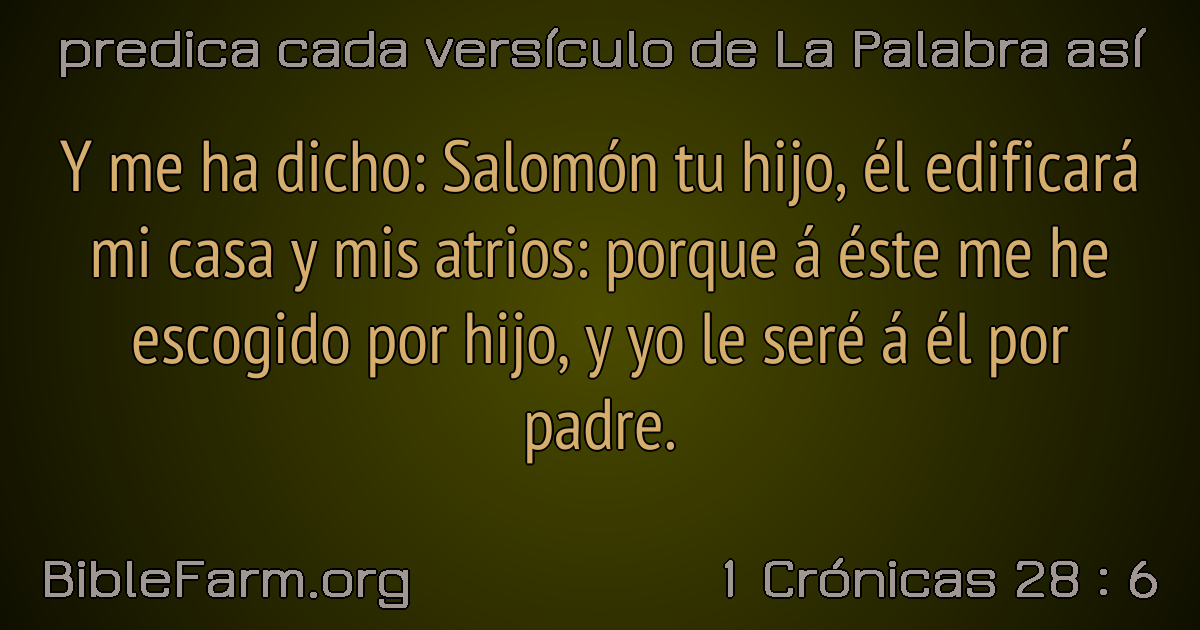 predica cada versículo de La Palabra así
Y me ha dicho: Salomón tu hijo, él edificará
mi casa y mis atrios: porque á éste me he
escogido por hijo, y yo le seré á él por
padre.
BibleFarm.org
1 Crónicas 28 : 6